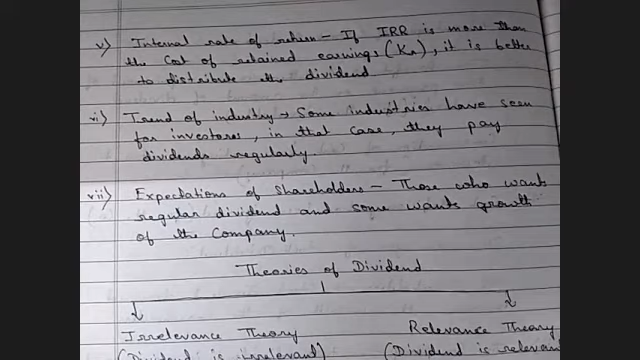 v) Internal rate of return - If IRR is more than
the cost of retained earnings (Kr), it is better
to distribute the dividend
vi) Trend of industry → Some industries have seen
for investores, in that case, they pay
dividends regularly.
vii) Expectations of Shareholders - Those who wants
regular dividend and some wants growth
of the Company.
Theories of Dividend
Irrelevance Theory
Relevance Theory
(Dividend is irrelevant)
(Dividend is relevan